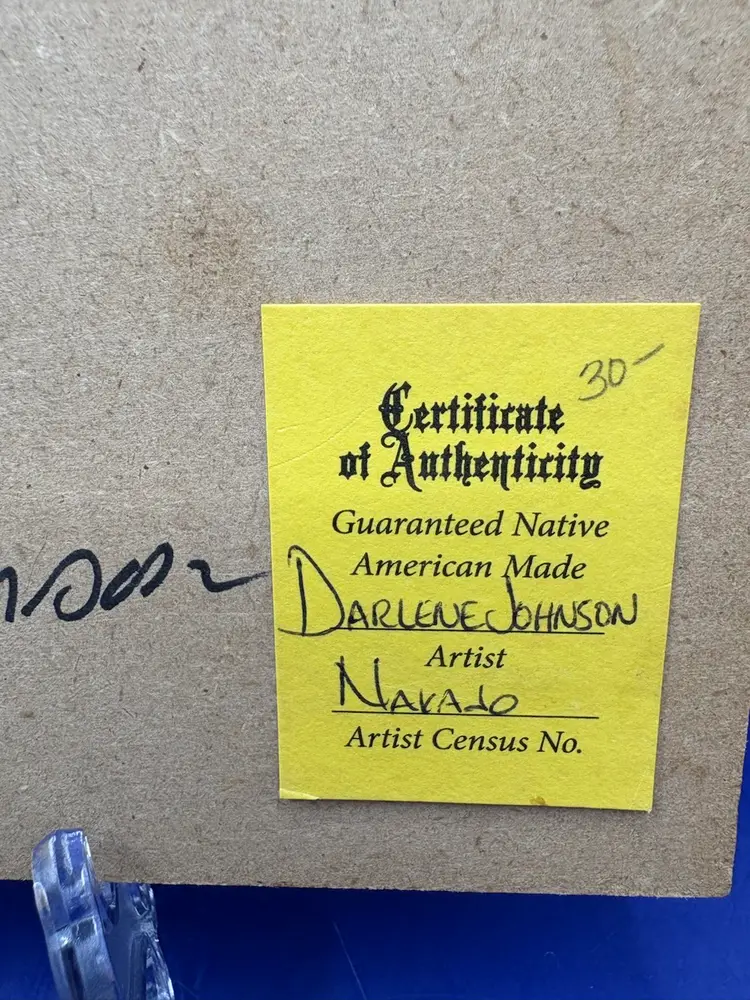 30-
Certificate
of Authenticity
Guaranteed Native
American Made
DARLENE JOHNSON
Artist
NAVAJO
Artist Census No.